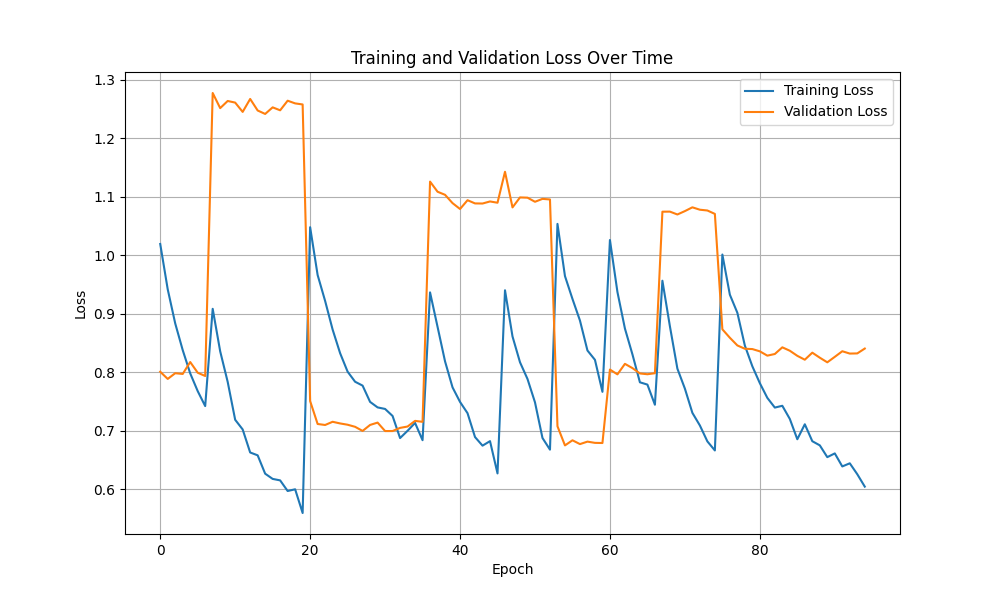 Training and Validation Loss Over Time
1.3
1.2
1.1
1.0
0.9
0.8
0.7
0.6
Loss
Training Loss
Validation Loss
0
20
40
60
80
Epoch